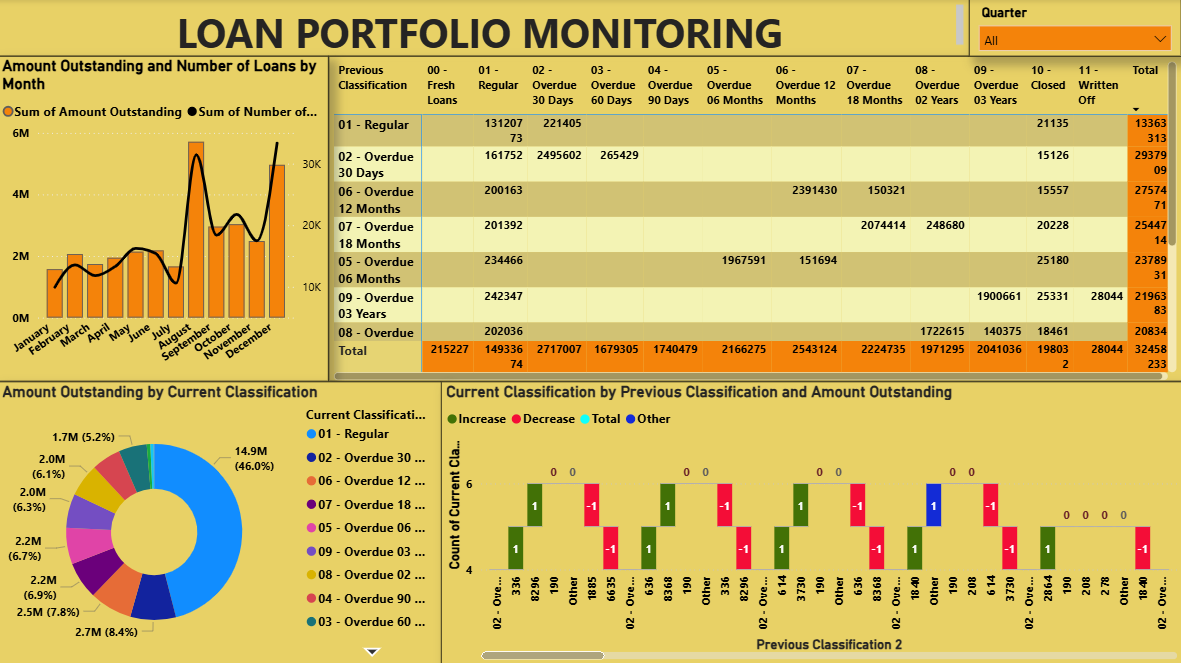 LOAN PORTFOLIO MONITORING
Quarter
All
Amount Outstanding and Number of Loans by
Month
Sum of Amount Outstanding Sum of Number of...
6M
4M
2M
0M
30K
20K
10K
January
February
March
April
May
June
July
August
September
October
November
December
Previous Classification 00 - Fresh Loans 01 - Regular 02 - Overdue 30 Days 03 - Overdue 60 Days 04 - Overdue 90 Days 05 - Overdue 06 Months 06 - Overdue 12 Months 07 - Overdue 18 Months 08 - Overdue 02 Years 09 - Overdue 03 Years 10 - Closed 11 - Written Off Total
01 - Regular 13120773 221405 21135 13363313
02 - Overdue 30 Days 161752 2495602 265429 15126 2937909
06 - Overdue 12 Months 200163 2391430 150321 15557 2757471
07 - Overdue 18 Months 201392 2074414 248680 20228 2544714
05 - Overdue 06 Months 234466 1967591 151694 25180 2378931
09 - Overdue 03 Years 242347 1900661 25331 28044 2196383
08 - Overdue 202036 1722615 140375 18461 20834
Total 215227 14933674 2717007 1679305 1740479 2166275 2543124 2224735 1971295 2041036 198032 28044 32458233
Amount Outstanding by Current Classification
1.7M (5.2%)
2.0M (6.1%)
2.0M (6.3%)
2.2M (6.7%)
2.2M (6.9%)
2.5M (7.8%)
2.7M (8.4%)
14.9M (46.0%)
Current Classificati...
01 - Regular
02 - Overdue 30 ...
06 - Overdue 12 ...
07 - Overdue 18 ...
05 - Overdue 06 ...
09 - Overdue 03 ...
08 - Overdue 02 ...
04 - Overdue 90 ...
03 - Overdue 60 ...
Current Classification by Previous Classification and Amount Outstanding
Increase Decrease Total Other
Count of Current Cla...
6
4
1 1 0 0 -1 -1 1 1 0 0 -1 -1 1 1 0 0 -1 -1 1 1 0 0 -1 -1 1 0 0 0 0 -1
02 - Ove... 336 8296 190 Other 1885 6635 02 - Ove... 636 8368 190 Other 336 8296 02 - Ove... 614 3730 190 Other 636 8368 02 - Ove... 1840 Other 190 208 614 3730 02 - Ove... 2864 190 208 278 Other 1840 02 - Ove...
Previous Classification 2